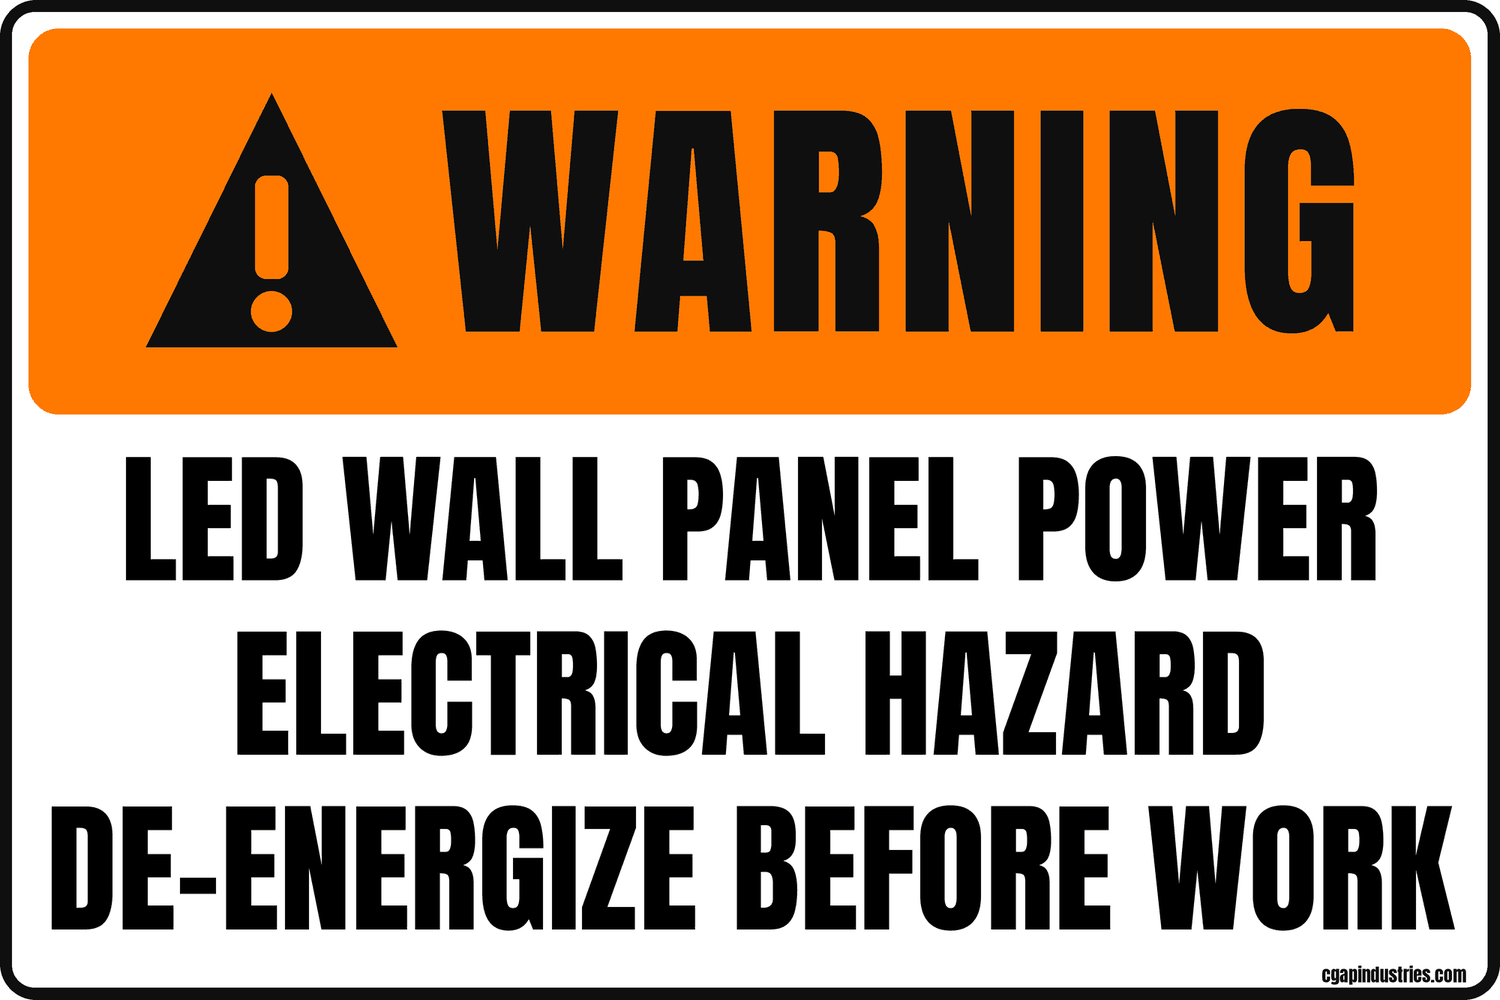 WARNING
LED WALL PANEL POWER
ELECTRICAL HAZARD
DE-ENERGIZE BEFORE WORK
cgapindustries.com